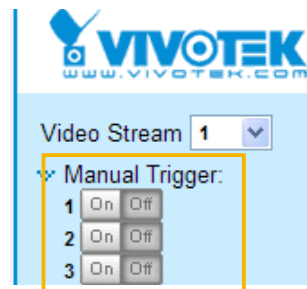 VIVOTEK
www.vivotek.com
Video Stream 1
Manual Trigger:
1 On Off
2 On Off
3 On Off